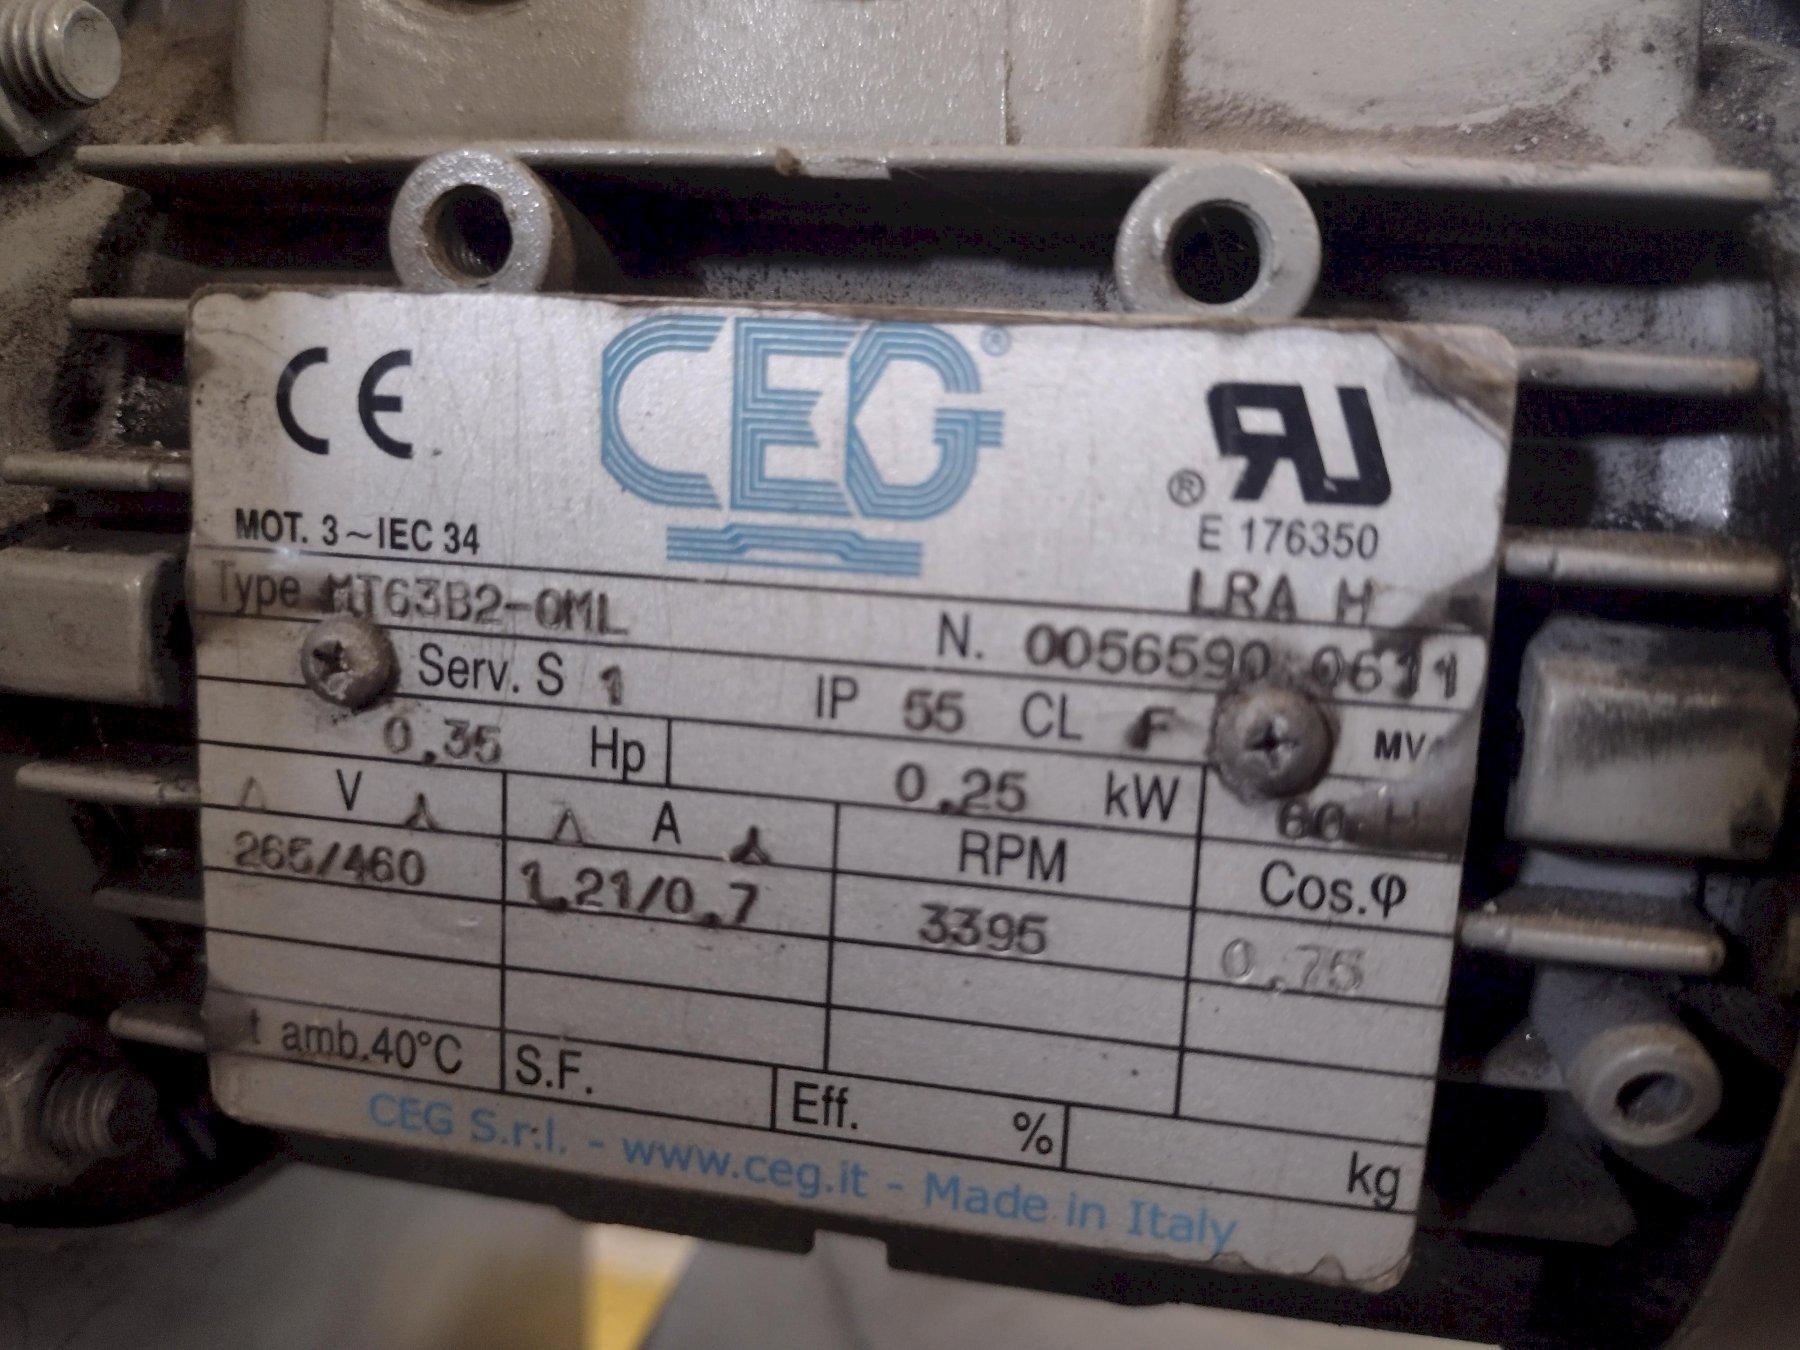 CE CEG® ®
E 176350
MOT. 3~IEC 34
LRA H
Type MT63B2-0ML N. 0056590 0611
Serv. S 1 IP 55 CL F MV
0.35 Hp 0.25 kW 60 H
Δ V Y Δ A Y RPM Cos.φ
265/460 1.21/0.7 3395 0.75
t amb.40°C S.F. Eff. % kg
CEG S.r.l. - www.ceg.it - Made in Italy